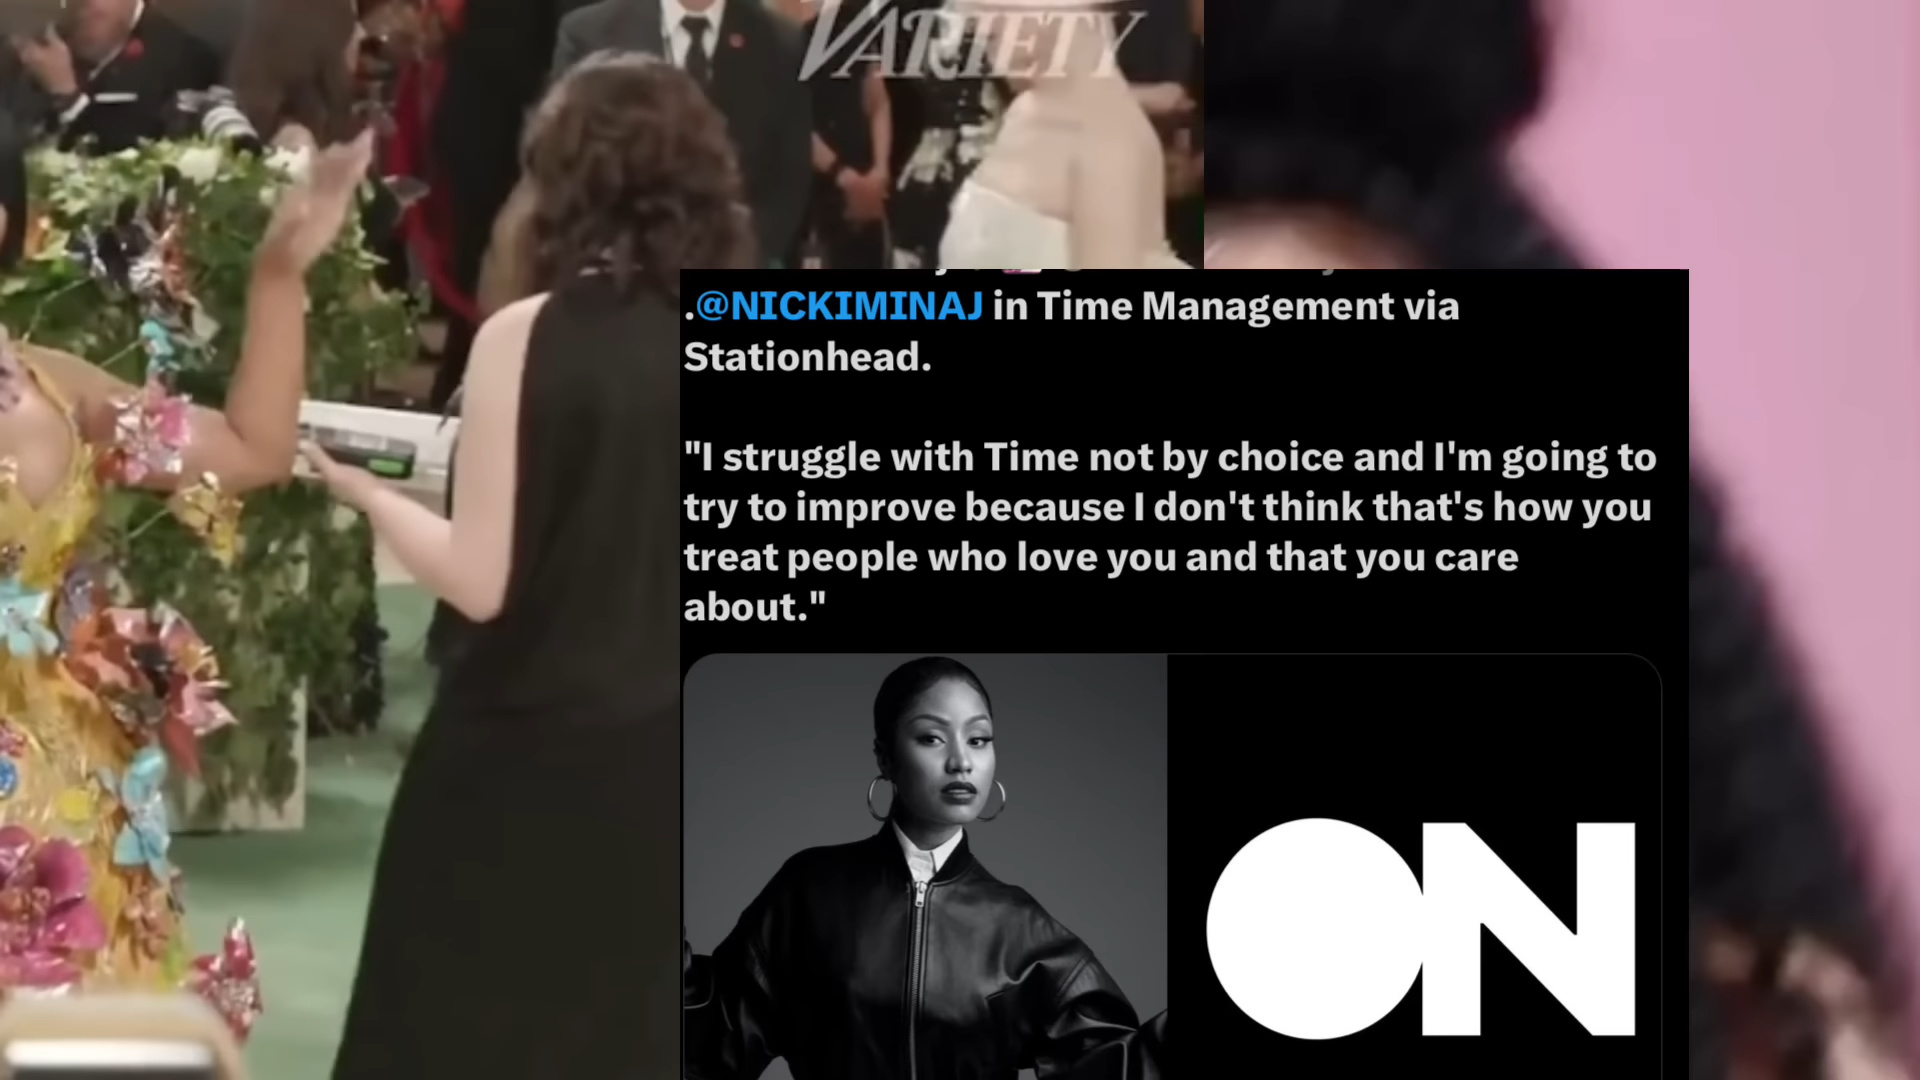 VARIETY
.@NICKIMINAJ in Time Management via
Stationhead.
"I struggle with Time not by choice and I'm going to
try to improve because I don't think that's how you
treat people who love you and that you care
about."
ON